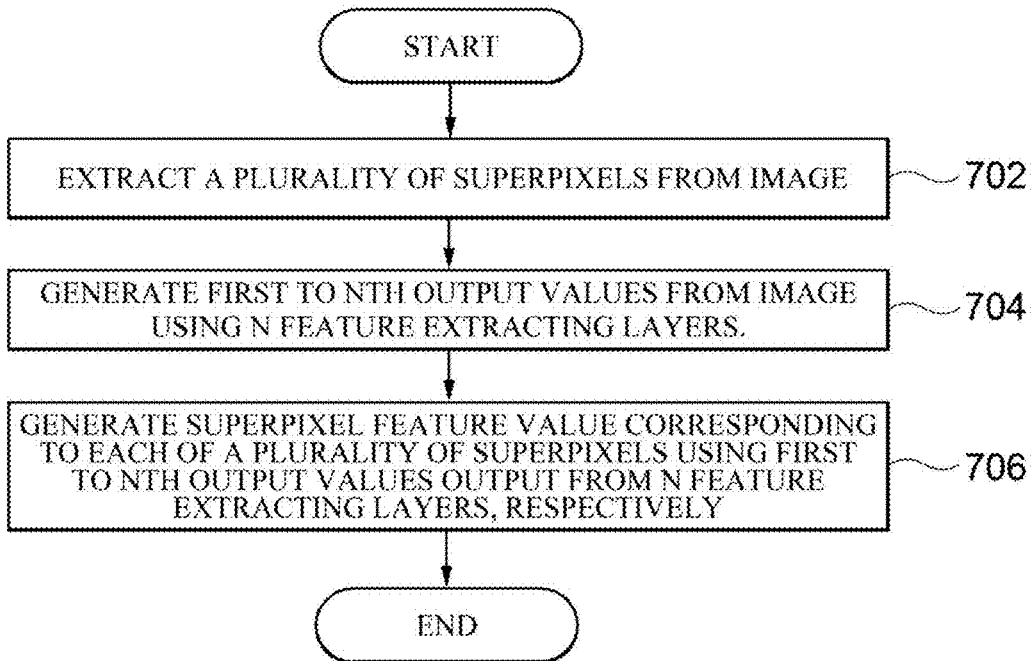 START
EXTRACT A PLURALITY OF SUPERPIXELS FROM IMAGE
702
GENERATE FIRST TO NTH OUTPUT VALUES FROM IMAGE
USING N FEATURE EXTRACTING LAYERS.
704
GENERATE SUPERPIXEL FEATURE VALUE CORRESPONDING
TO EACH OF A PLURALITY OF SUPERPIXELS USING FIRST
TO NTH OUTPUT VALUES OUTPUT FROM N FEATURE
EXTRACTING LAYERS, RESPECTIVELY
706
END